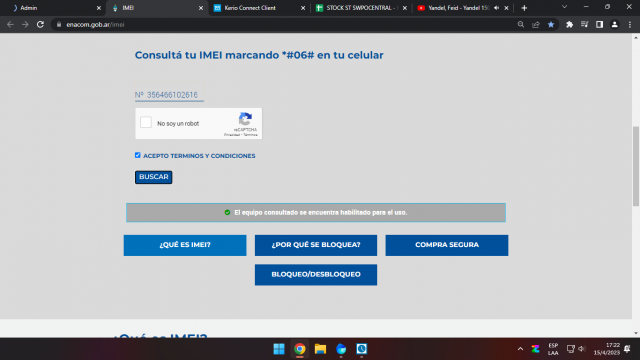 Admin
IMEI
Kerio Connect Client
STOCK ST SWPOCENTRAL -
Yandel, Feid - Yandel 150
enacom.gob.ar/imei
Consultá tu IMEI marcando *#06# en tu celular
Nº 356466102616
No soy un robot
reCAPTCHA
Privacidad - Términos
ACEPTO TERMINOS Y CONDICIONES
BUSCAR
El equipo consultado se encuentra habilitado para el uso.
¿QUÉ ES IMEI?
¿POR QUÉ SE BLOQUEA?
COMPRA SEGURA
BLOQUEO/DESBLOQUEO
¿Qué es IMEI?
ESP
LAA
17:22
15/4/2023